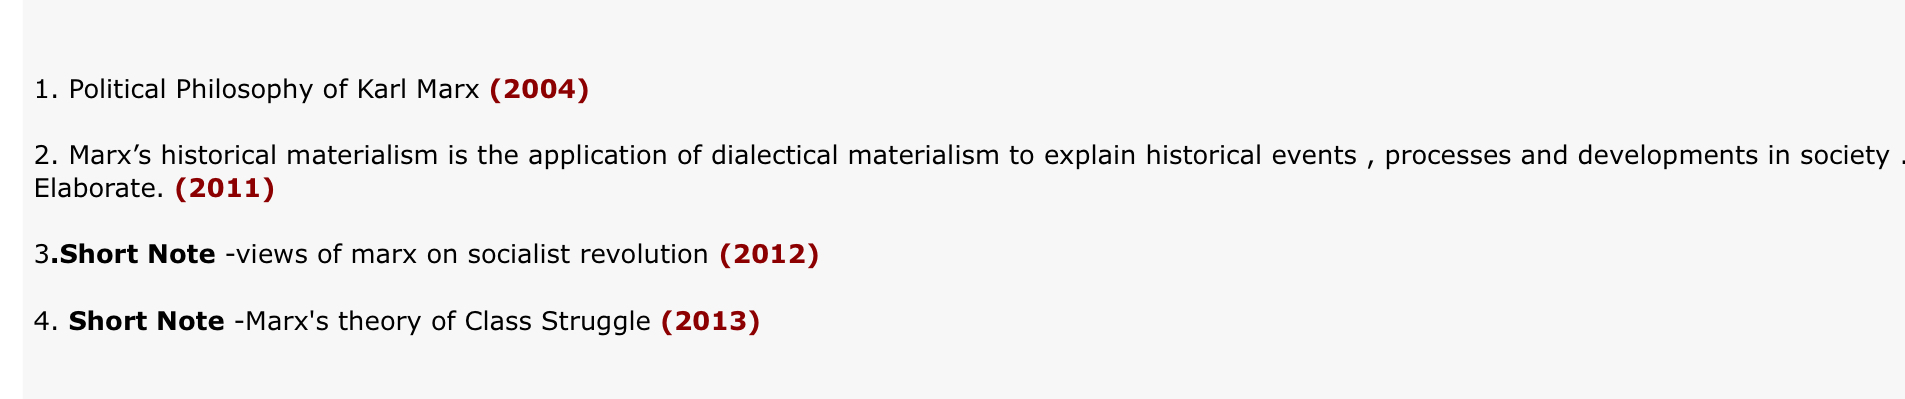 1. Political Philosophy of Karl Marx (2004)
2. Marx’s historical materialism is the application of dialectical materialism to explain historical events , processes and developments in society .
Elaborate. (2011)
3.Short Note -views of marx on socialist revolution (2012)
4. Short Note -Marx's theory of Class Struggle (2013)